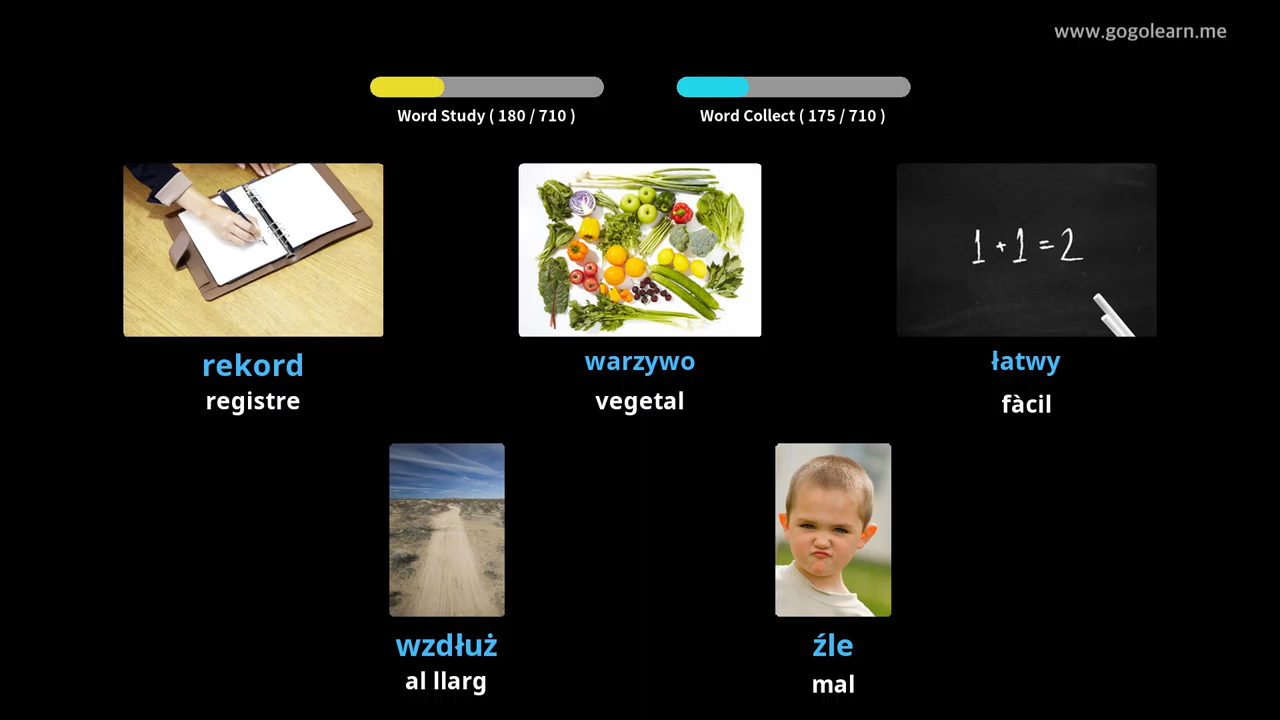 www.gogolearn.me
Word Study ( 180 / 710 )
Word Collect ( 175 / 710 )
1 + 1 = 2
rekord
registre
warzywo
vegetal
łatwy
fàcil
wzdłuż
al llarg
źle
mal